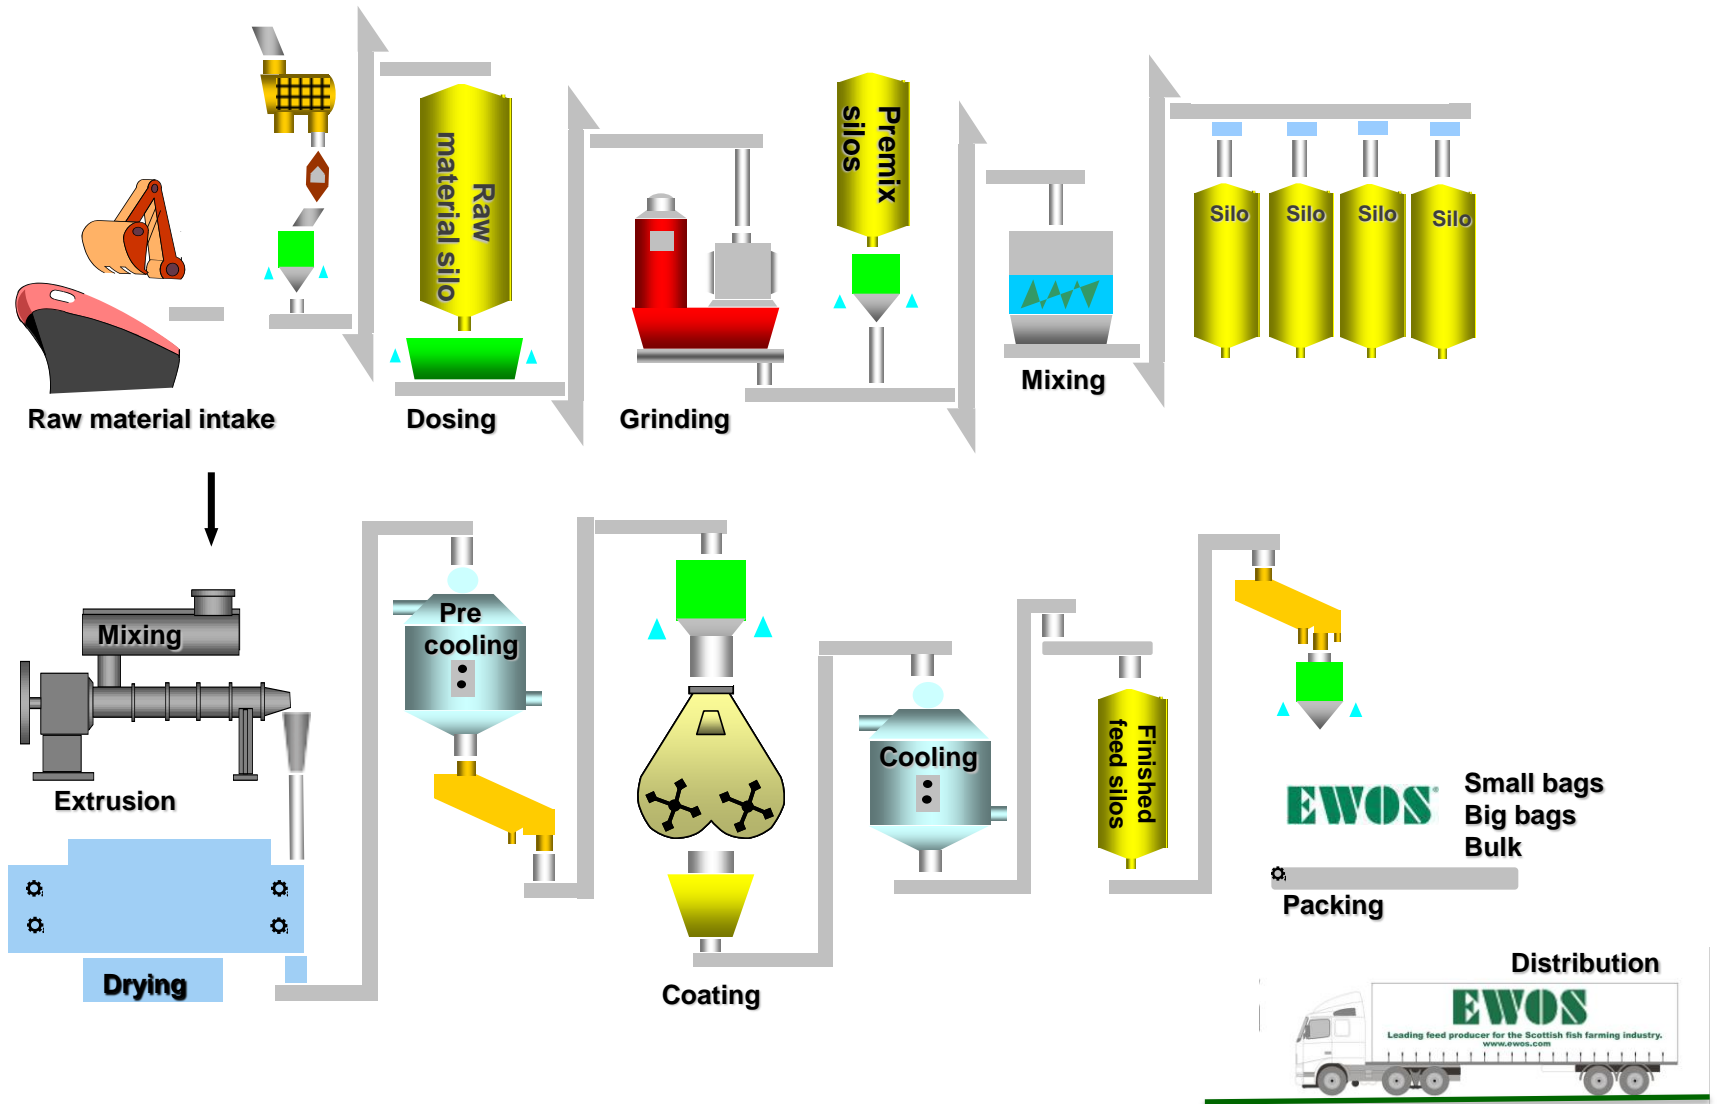 Raw
material silo
Premix
silos
Silo
Silo
Silo
Silo
Mixing
Raw material intake
Dosing
Grinding
Mixing
Pre
cooling
Extrusion
Cooling
Finished
feed silos
EWOS
Small bags
Big bags
Bulk
Packing
Drying
Coating
Distribution
EWOS
Leading feed producer for the Scottish fish farming industry.
www.ewos.com